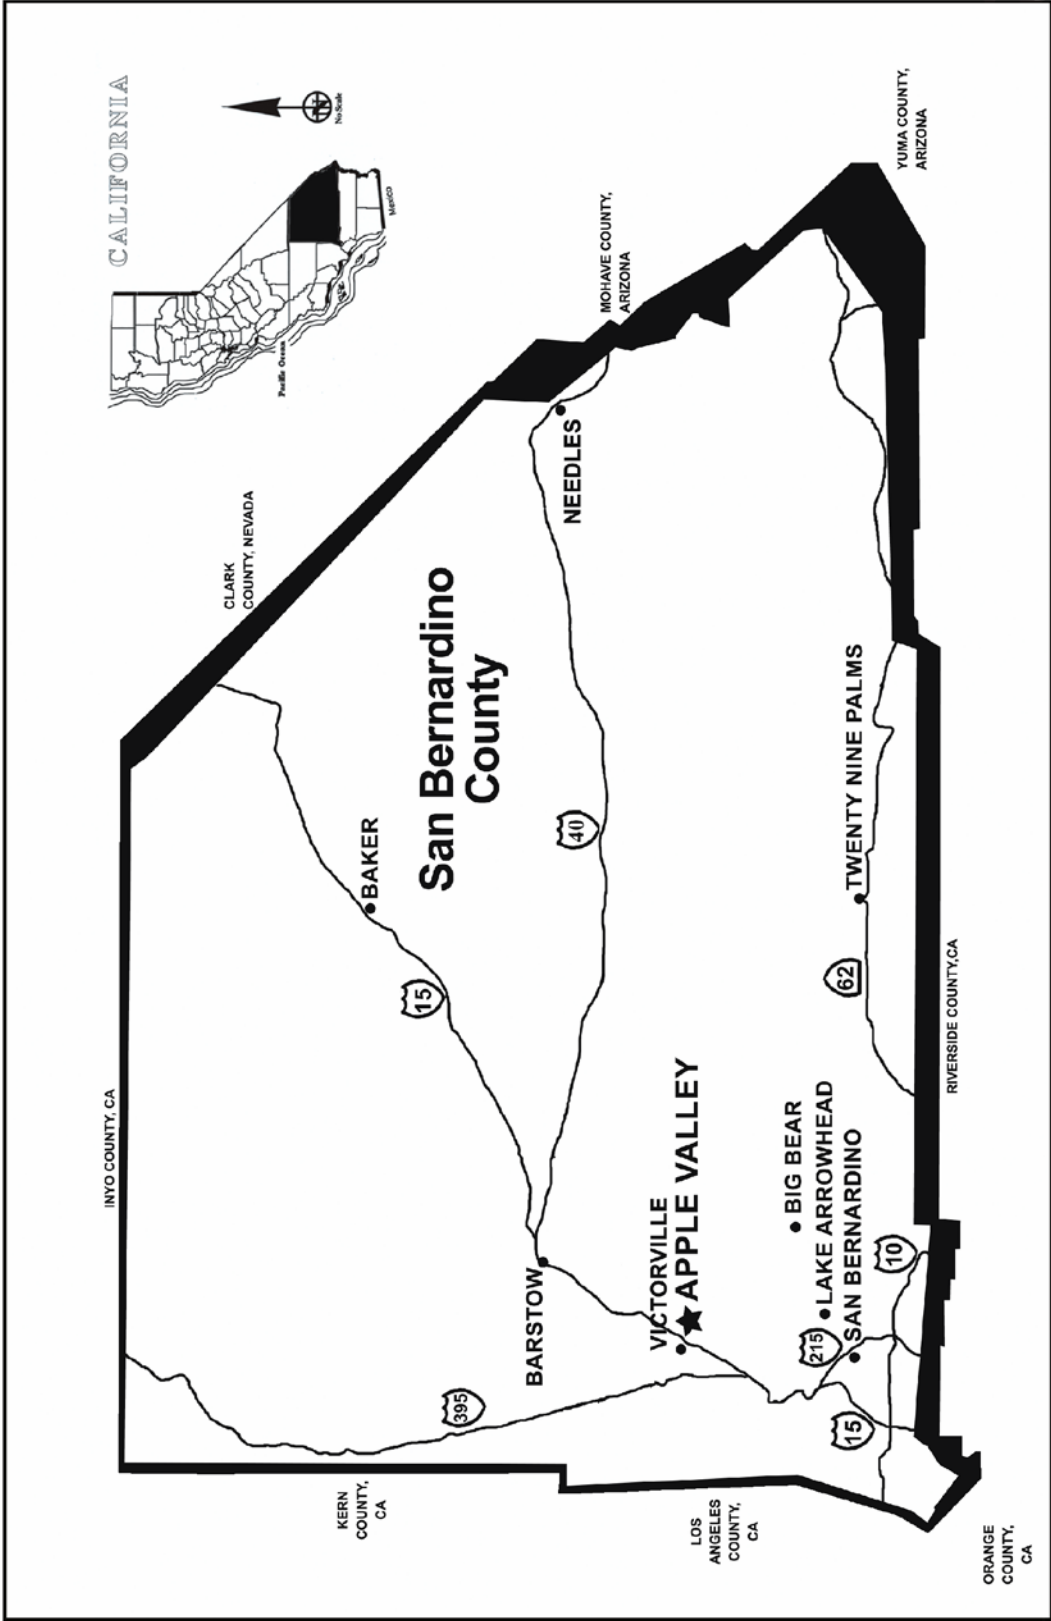 CALIFORNIA
N
No Scale
Mexico
Pacific Ocean
INYO COUNTY, CA
CLARK
COUNTY, NEVADA
MOHAVE COUNTY,
ARIZONA
YUMA COUNTY,
ARIZONA
KERN
COUNTY,
CA
395
15
BAKER
San Bernardino
County
BARSTOW
40
NEEDLES
LOS
ANGELES
COUNTY,
CA
VICTORVILLE
APPLE VALLEY
BIG BEAR
LAKE ARROWHEAD
215
SAN BERNARDINO
15
10
62
TWENTY NINE PALMS
RIVERSIDE COUNTY,CA
ORANGE
COUNTY,
CA